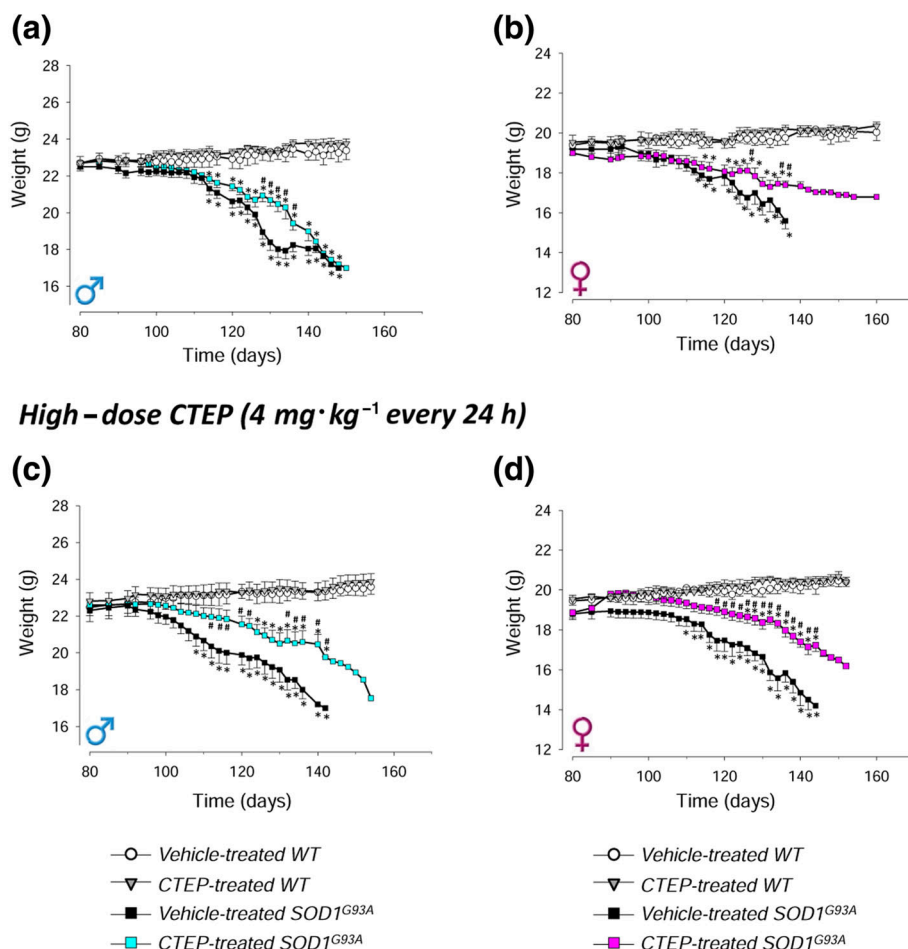 (a)
(b)
28
26
24
22
20
18
16
Weight (g)
80 100 120 140 160
Time (days)
♂
24
22
20
18
16
14
12
Weight (g)
80 100 120 140 160
Time (days)
♀
High–dose CTEP (4 mg·kg⁻¹ every 24 h)
(c)
(d)
28
26
24
22
20
18
16
Weight (g)
80 100 120 140 160
Time (days)
♂
24
22
20
18
16
14
12
Weight (g)
80 100 120 140 160
Time (days)
♀
Vehicle-treated WT
CTEP-treated WT
Vehicle-treated SOD1ᴳ⁹³ᴬ
CTEP-treated SOD1ᴳ⁹³ᴬ
Vehicle-treated WT
CTEP-treated WT
Vehicle-treated SOD1ᴳ⁹³ᴬ
CTEP-treated SOD1ᴳ⁹³ᴬ